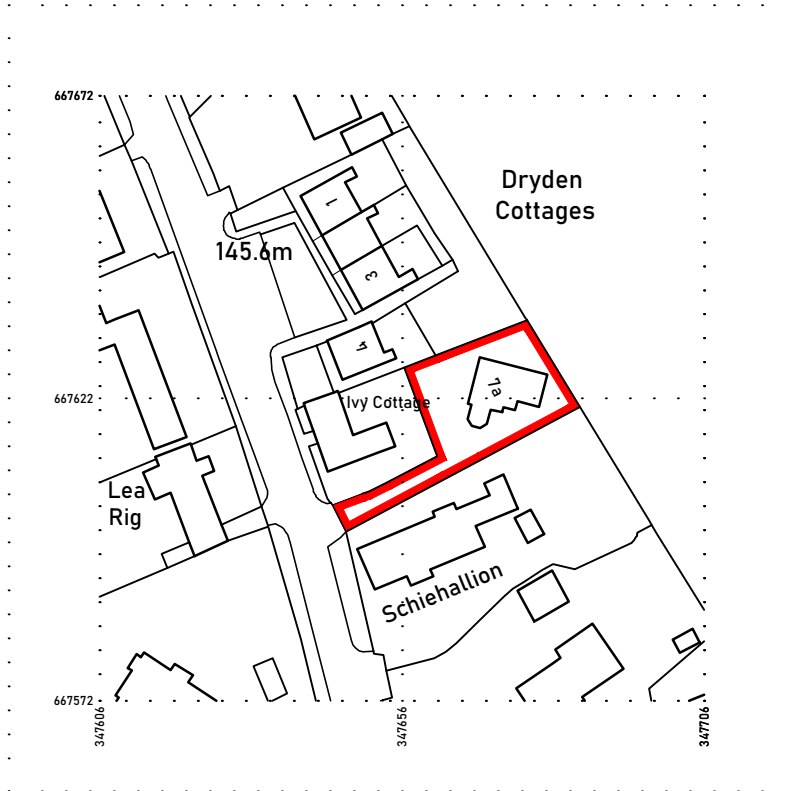 667672
Dryden
Cottages
1
145.6m
3
4
7a
667622
Ivy Cottage
Lea
Rig
Schiehallion
667572
347606
347656
347706